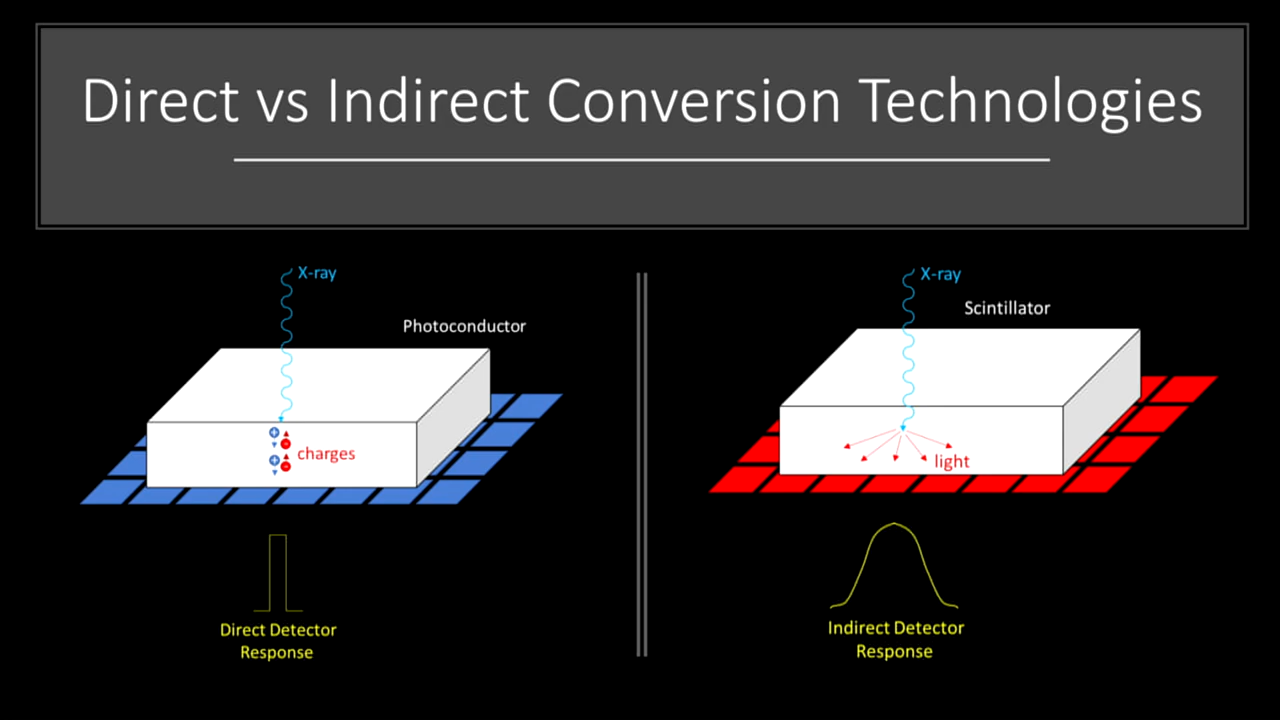 Direct vs Indirect Conversion Technologies
X-ray
Photoconductor
charges
Direct Detector
Response
X-ray
Scintillator
light
Indirect Detector
Response